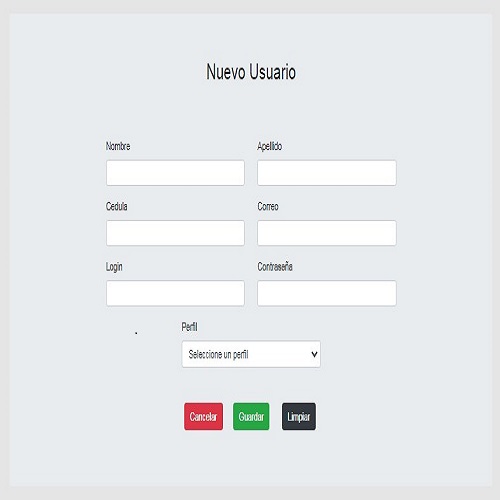 Nuevo Usuario
Nombre Apellido
Cedula Correo
Login Contraseña
Perfil
Seleccione un perfil
Cancelar Guardar Limpiar